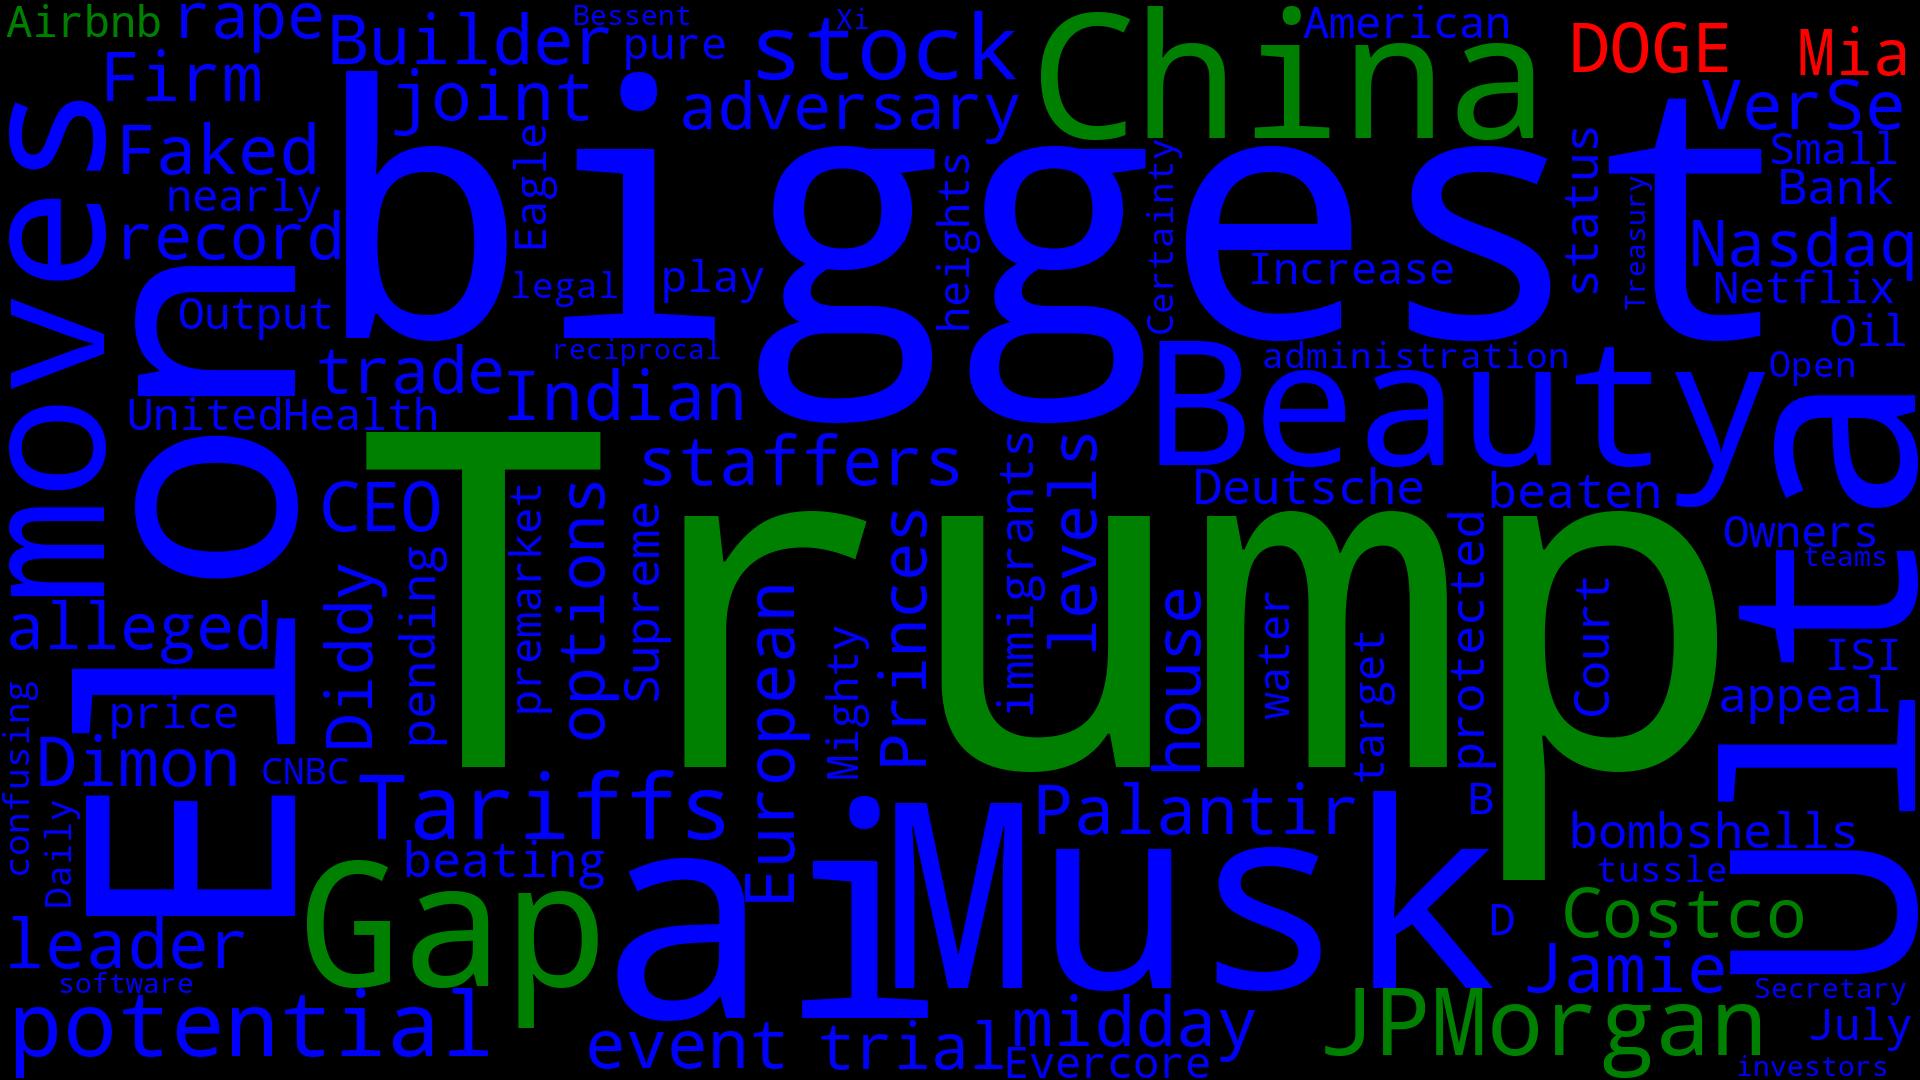 Airbnb
rape
Builder
Bessent
pure
Xi
stock
China
American
DOGE
Mia
Firm
joint
adversary
VerSe
moves
Faked
Eagle
heights
Certainty
status
Small
nearly
Bank
record
biggest
Treasury
Nasdaq
on
Output
legal
play
Increase
Netflix
Oil
trade
reciprocal
Indian
Beauty
administration
Open
UnitedHealth
staffers
immigrants
levels
Deutsche
beaten
Ulta
CEO
Trump
premarket
options
Supreme
European
Princes
protected
Owners
teams
alleged
Diddy
pending
Mighty
house
water
target
Court
ISI
appeal
confusing
price
Dimon
CNBC
Elon
Daily
Tariffs
beating
ai
Musk
Palantir
B
bombshells
tussle
Gap
leader
D
Costco
software
Jamie
Secretary
potential
event
trial
midday
Evercore
JPMorgan
July
investors